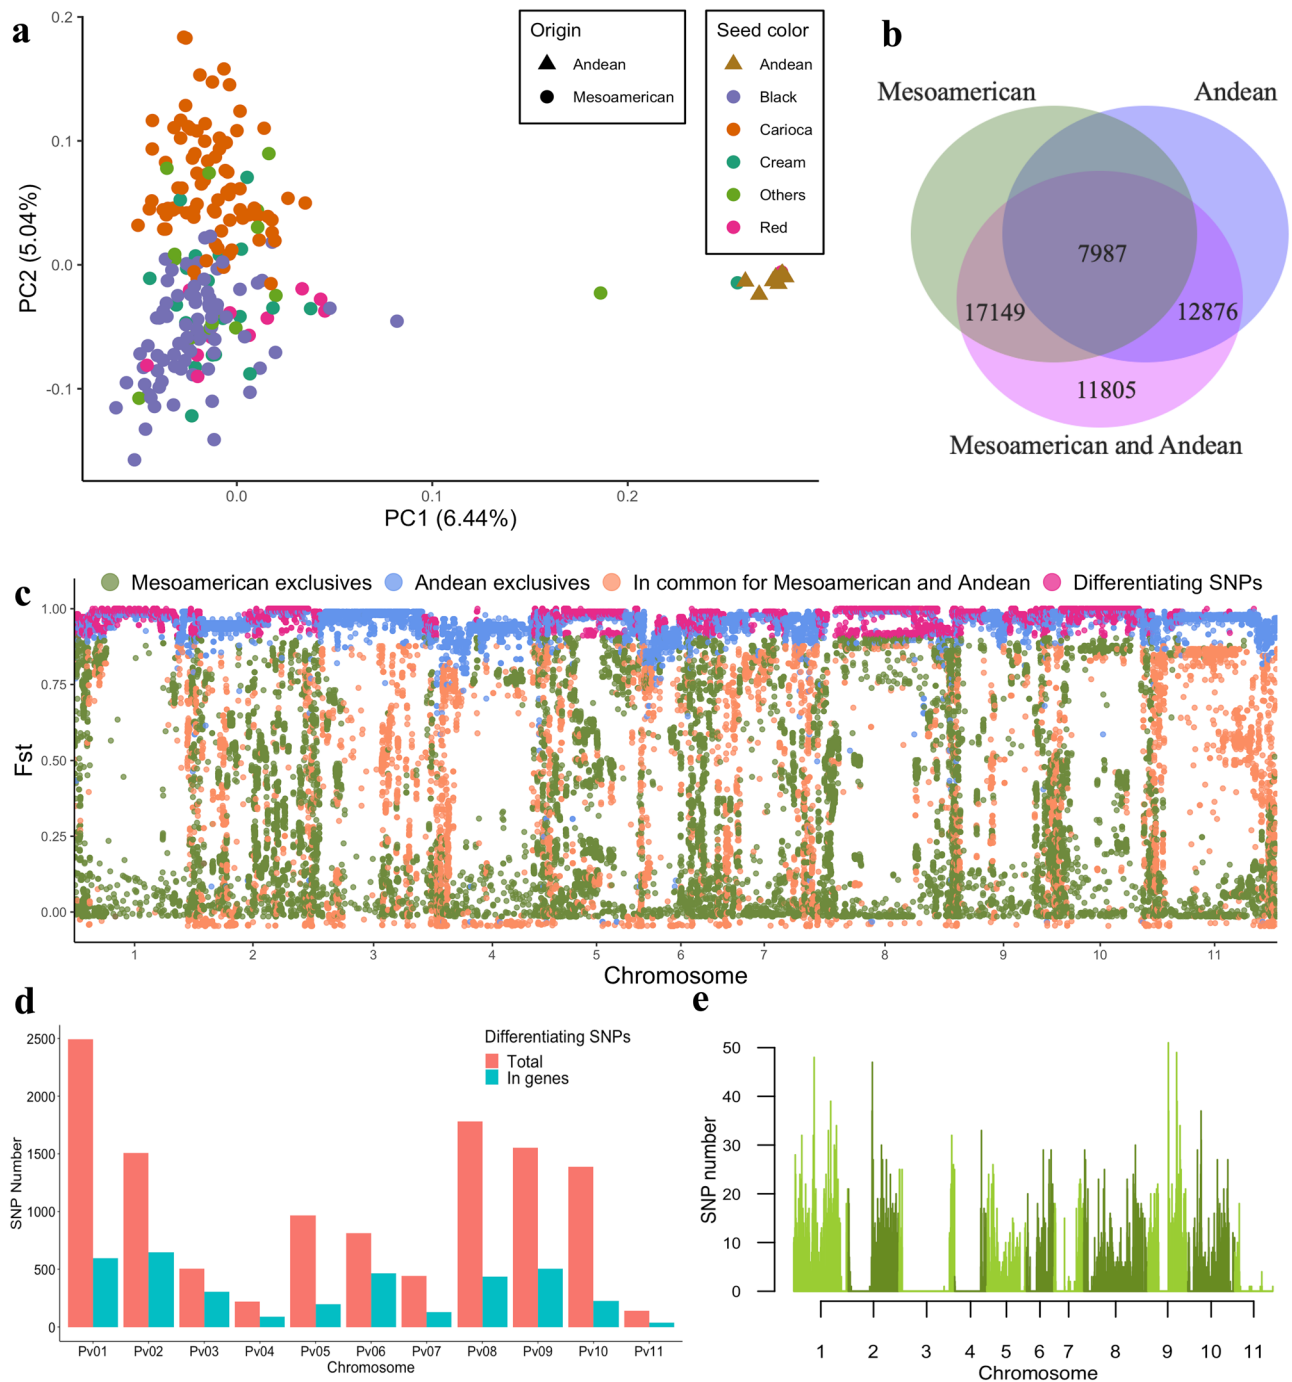 a
0.2
0.1
0.0
-0.1
PC2 (5.04%)
0.0
0.1
0.2
PC1 (6.44%)
Origin
Andean
Mesoamerican
Seed color
Andean
Black
Carioca
Cream
Others
Red
b
Mesoamerican
Andean
7987
17149
12876
11805
Mesoamerican and Andean
c
Mesoamerican exclusives
Andean exclusives
In common for Mesoamerican and Andean
Differentiating SNPs
1.00
0.75
0.50
0.25
0.00
Fst
1 2 3 4 5 6 7 8 9 10 11
Chromosome
d
2500
2000
1500
1000
500
0
SNP Number
Differentiating SNPs
Total
In genes
Pv01 Pv02 Pv03 Pv04 Pv05 Pv06 Pv07 Pv08 Pv09 Pv10 Pv11
Chromosome
e
50
40
30
20
10
0
SNP number
1 2 3 4 5 6 7 8 9 10 11
Chromosome